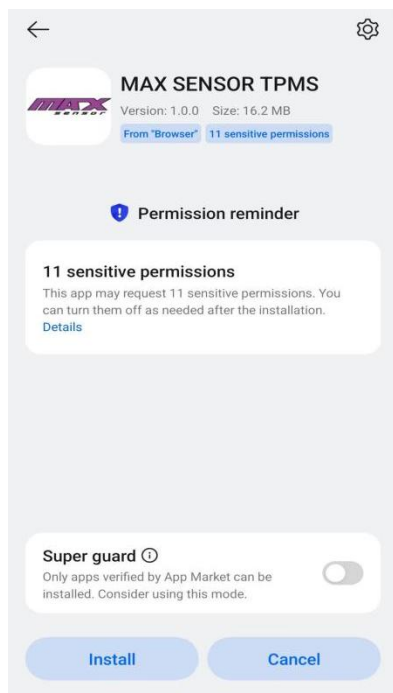 MAX SENSOR TPMS
max
sensor
Version: 1.0.0 Size: 16.2 MB
From "Browser" 11 sensitive permissions
Permission reminder
11 sensitive permissions
This app may request 11 sensitive permissions. You
can turn them off as needed after the installation.
Details
Super guard
Only apps verified by App Market can be
installed. Consider using this mode.
Install Cancel